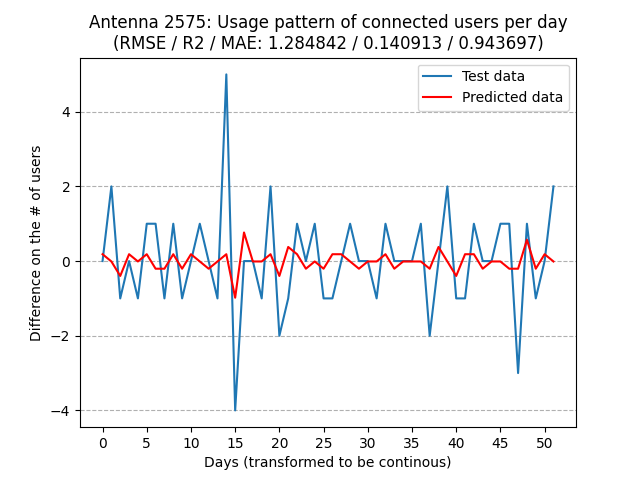 Antenna 2575: Usage pattern of connected users per day
(RMSE / R2 / MAE: 1.284842 / 0.140913 / 0.943697)
Test data
Predicted data
Difference on the # of users
4
2
0
−2
−4
0 5 10 15 20 25 30 35 40 45 50
Days (transformed to be continous)